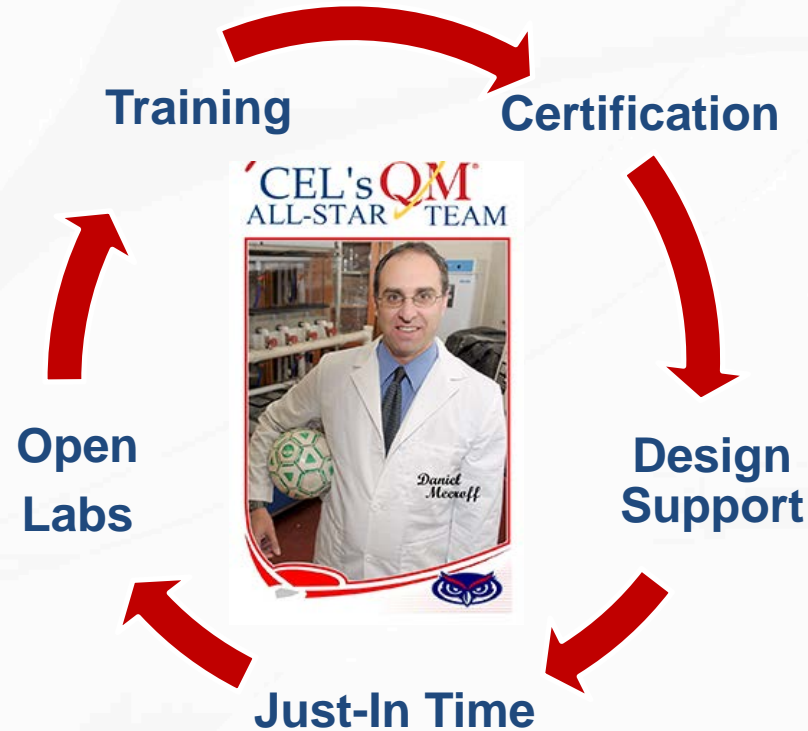 Training
Certification
CEL's QM®
ALL-STAR TEAM
Daniel
Meeroff
Open
Labs
Design
Support
Just-In Time